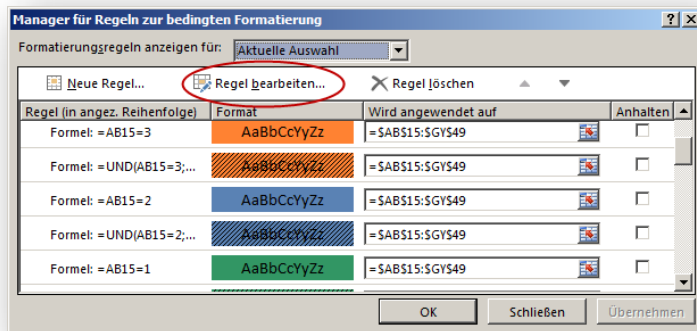 Manager für Regeln zur bedingten Formatierung
Formatierungsregeln anzeigen für: Aktuelle Auswahl
Neue Regel... Regel bearbeiten... Regel löschen
Regel (in angez. Reihenfolge) Format Wird angewendet auf Anhalten
Formel: =AB15=3 AaBbCcYyZz =$AB$15:$GY$49
Formel: =UND(AB15=3;... AaBbCcYyZz =$AB$15:$GY$49
Formel: =AB15=2 AaBbCcYyZz =$AB$15:$GY$49
Formel: =UND(AB15=2;... AaBbCcYyZz =$AB$15:$GY$49
Formel: =AB15=1 AaBbCcYyZz =$AB$15:$GY$49
OK Schließen Übernehmen